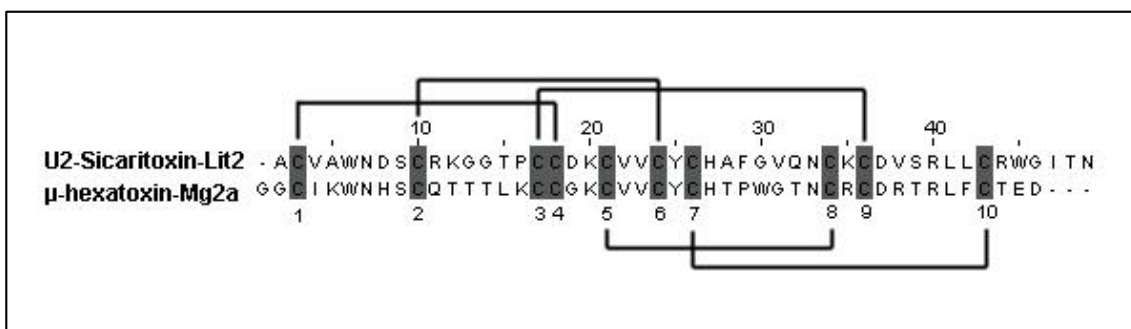 10 20 30 40
U2-Sicaritoxin-Lit2 - A C V A W N D S C R K G G T P C C D K C V V C Y C H A F G V Q N C K C D V S R L L C R W G I T N
µ-hexatoxin-Mg2a G G C I K W N H S C Q T T T L K C C G K C V V C Y C H T P W G T N C R C D R T R L F C T E D - - -
1 2 3 4 5 6 7 8 9 10